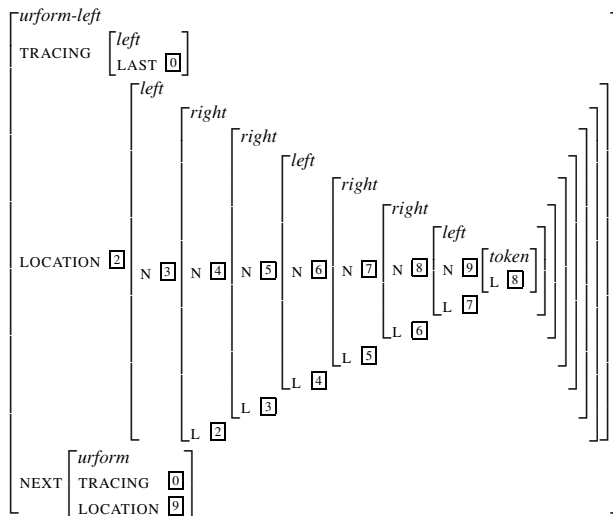 urform-left
TRACING left
LAST 0
left
right
right
left
right
right
left
token
LOCATION 2 N 3 N 4 N 5 N 6 N 7 N 8 N 9 L 8
L 7
L 6
L 5
L 4
L 3
L 2
urform
NEXT TRACING 0
LOCATION 9